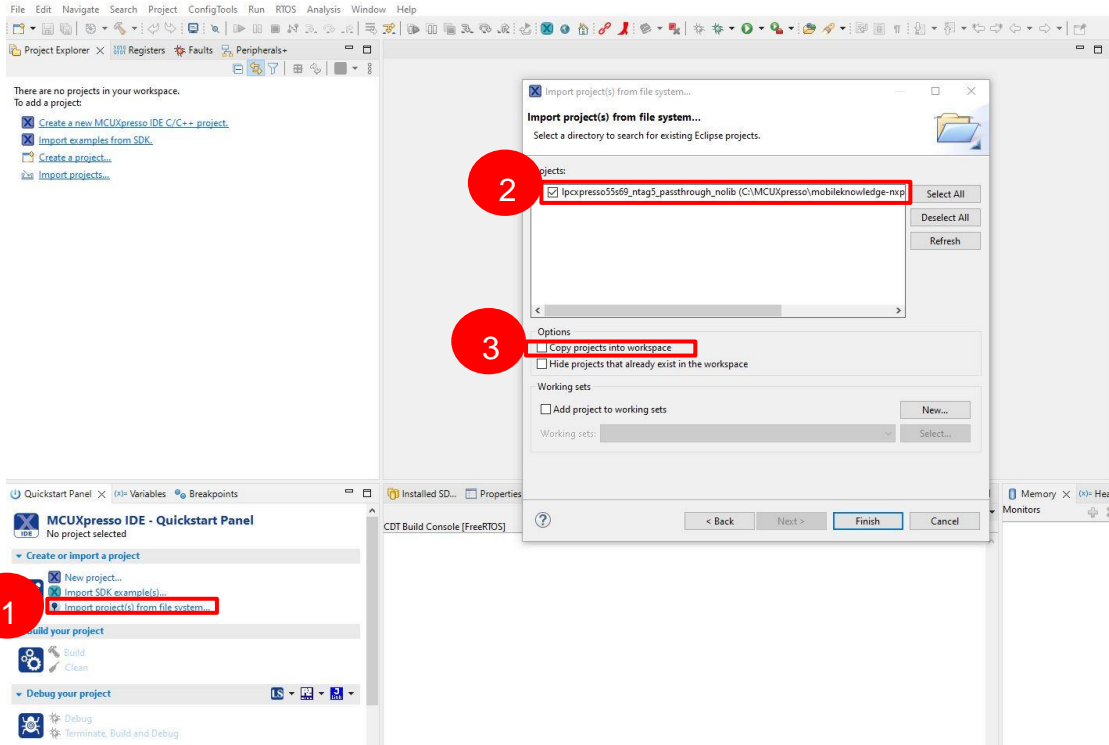 File Edit Navigate Search Project ConfigTools Run RTOS Analysis Window Help
Project Explorer Registers Faults Peripherals+
There are no projects in your workspace.
To add a project:
Create a new MCUXpresso IDE C/C++ project.
Import examples from SDK.
Create a project...
Import projects...
Import project(s) from file system...
Import project(s) from file system...
Select a directory to search for existing Eclipse projects.
ojects:
2
lpcxpresso55s69_ntag5_passthrough_nolib (C:\MCUXpresso\mobileknowledge-nxp
Select All
Deselect All
Refresh
Options
3
Copy projects into workspace
Hide projects that already exist in the workspace
Working sets
Add project to working sets
New...
Working sets:
Select...
< Back Next > Finish Cancel
Quickstart Panel (x)= Variables Breakpoints
Installed SD... Properties
Memory (x)= Hea
Monitors
IDE
MCUXpresso IDE - Quickstart Panel
No project selected
CDT Build Console [FreeRTOS]
Create or import a project
New project...
Import SDK example(s)...
1
Import project(s) from file system...
Build your project
Build
Clean
Debug your project
LS
Debug
Terminate, Build and Debug